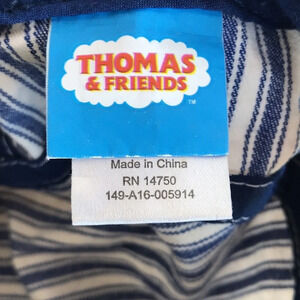 THOMAS
& FRIENDS
™
Made in China
RN 14750
149-A16-005914